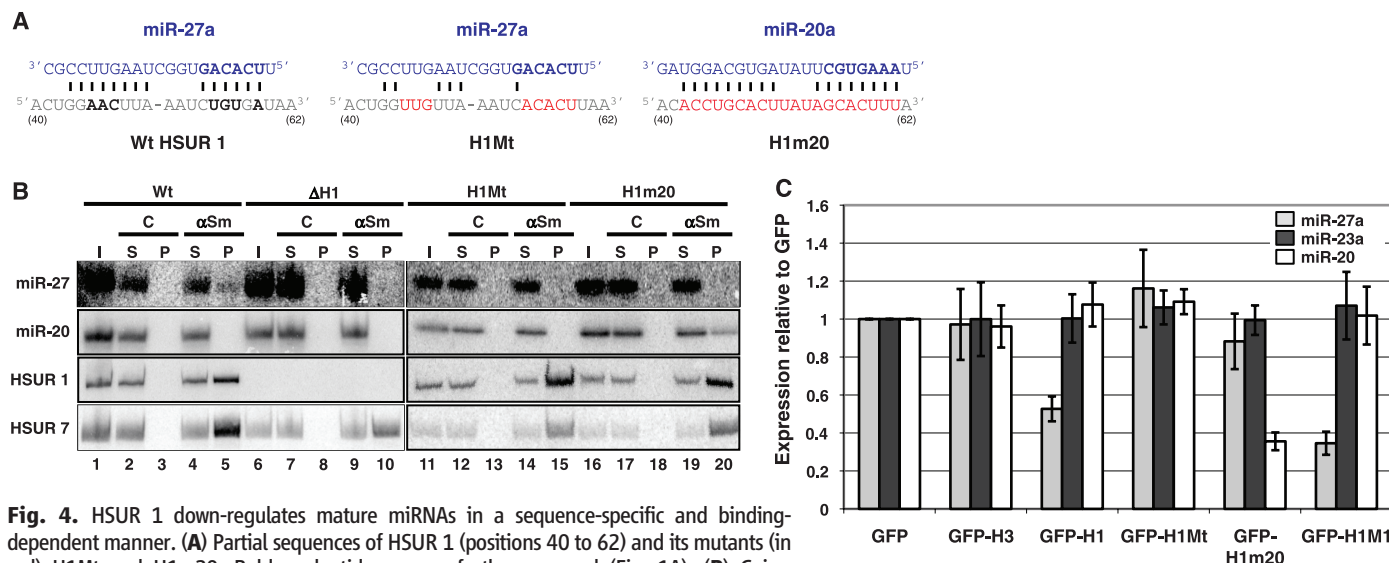 A
miR-27a
miR-27a
miR-20a
3'CGCCUUGAAUCGGUGACACUU5'
3'CGCCUUGAAUCGGUGACACUU5'
3'GAUGGACGUGAUAUUCGUGAAAU5'
5'ACUGGAACUUA-AAUCUGUGAUAA3'
5'ACUGGUUGUUA-AAUCACACUUAA3'
5'ACACCUGCACUUAUAGCACUUUA3'
(40) (62)
(40) (62)
(40) (62)
Wt HSUR 1
H1Mt
H1m20
B
Wt ΔH1 H1Mt H1m20
C αSm C αSm C αSm C αSm
I S P S P I S P S P I S P S P I S P S P
miR-27
miR-20
HSUR 1
HSUR 7
1 2 3 4 5 6 7 8 9 10 11 12 13 14 15 16 17 18 19 20
C
Expression relative to GFP
1.6
1.4
1.2
1
0.8
0.6
0.4
0.2
0
miR-27a
miR-23a
miR-20
GFP GFP-H3 GFP-H1 GFP-H1Mt GFP-H1m20 GFP-H1M1
Fig. 4. HSUR 1 down-regulates mature miRNAs in a sequence-specific and binding-
dependent manner. (A) Partial sequences of HSUR 1 (positions 40 to 62) and its mutants (in